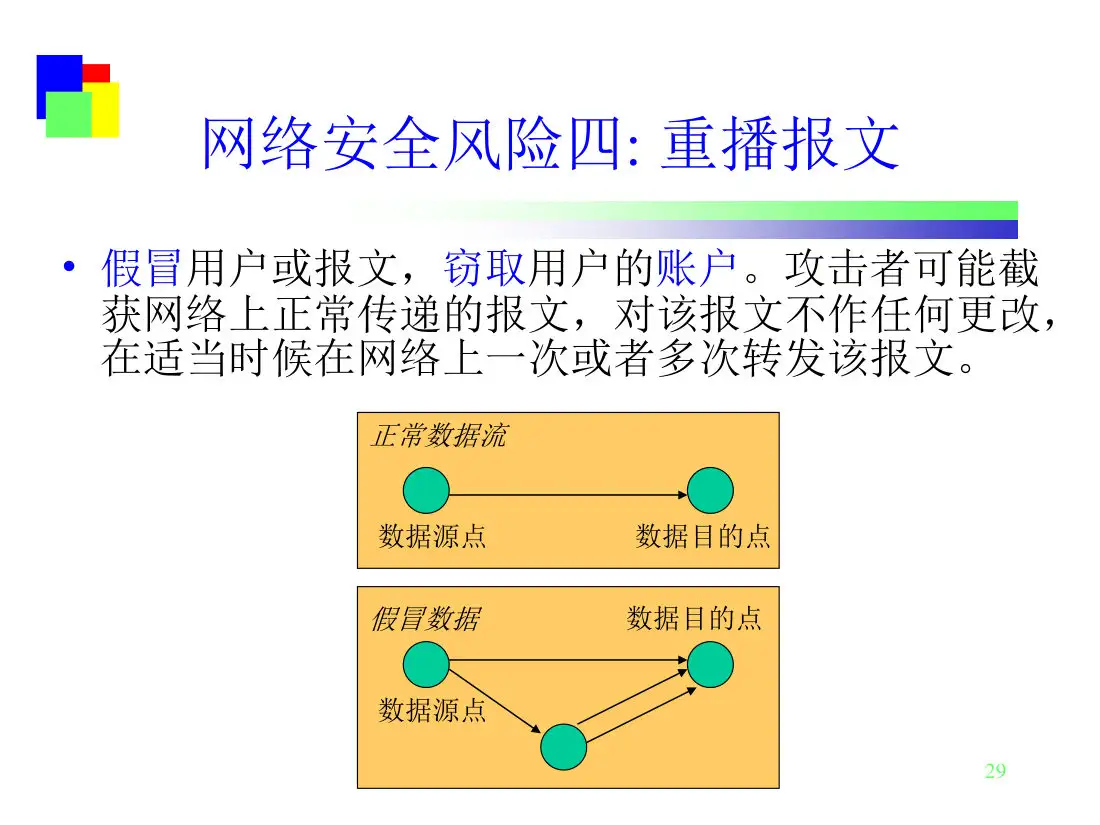 网络安全风险四: 重播报文
• 假冒用户或报文，窃取用户的账户。攻击者可能截
获网络上正常传递的报文，对该报文不作任何更改，
在适当时候在网络上一次或者多次转发该报文。
正常数据流
数据源点 数据目的点
假冒数据 数据目的点
数据源点
29